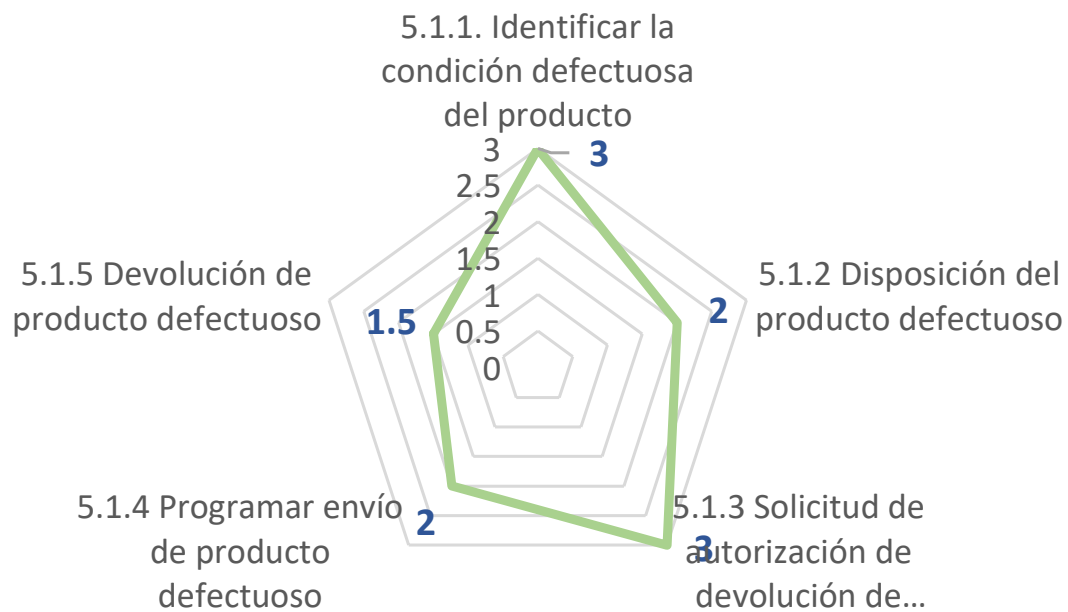 5.1.1. Identificar la
condición defectuosa
del producto
3
3
2.5
2
1.5
1
0.5
0
5.1.2 Disposición del
producto defectuoso
2
5.1.3 Solicitud de
autorización de
devolución de...
3
5.1.4 Programar envío
de producto
defectuoso
2
5.1.5 Devolución de
producto defectuoso
1.5